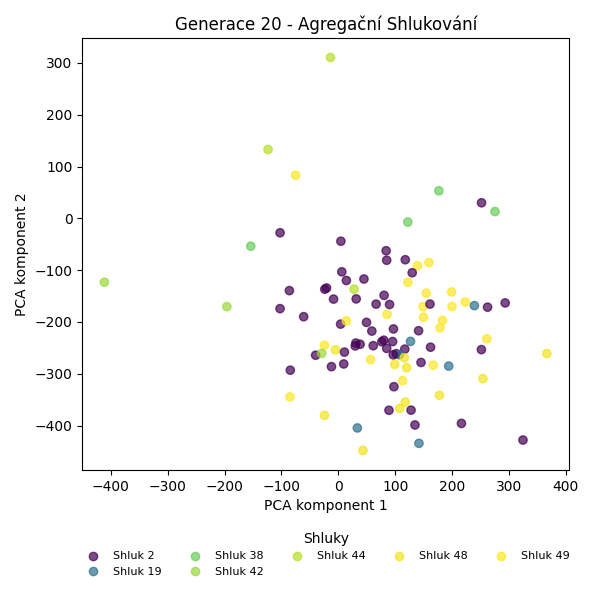 Generace 20 - Agregační Shlukování
300
200
100
0
−100
−200
−300
−400
PCA komponent 2
−400 −300 −200 −100 0 100 200 300 400
PCA komponent 1
Shluky
Shluk 2 Shluk 38 Shluk 44 Shluk 48 Shluk 49
Shluk 19 Shluk 42